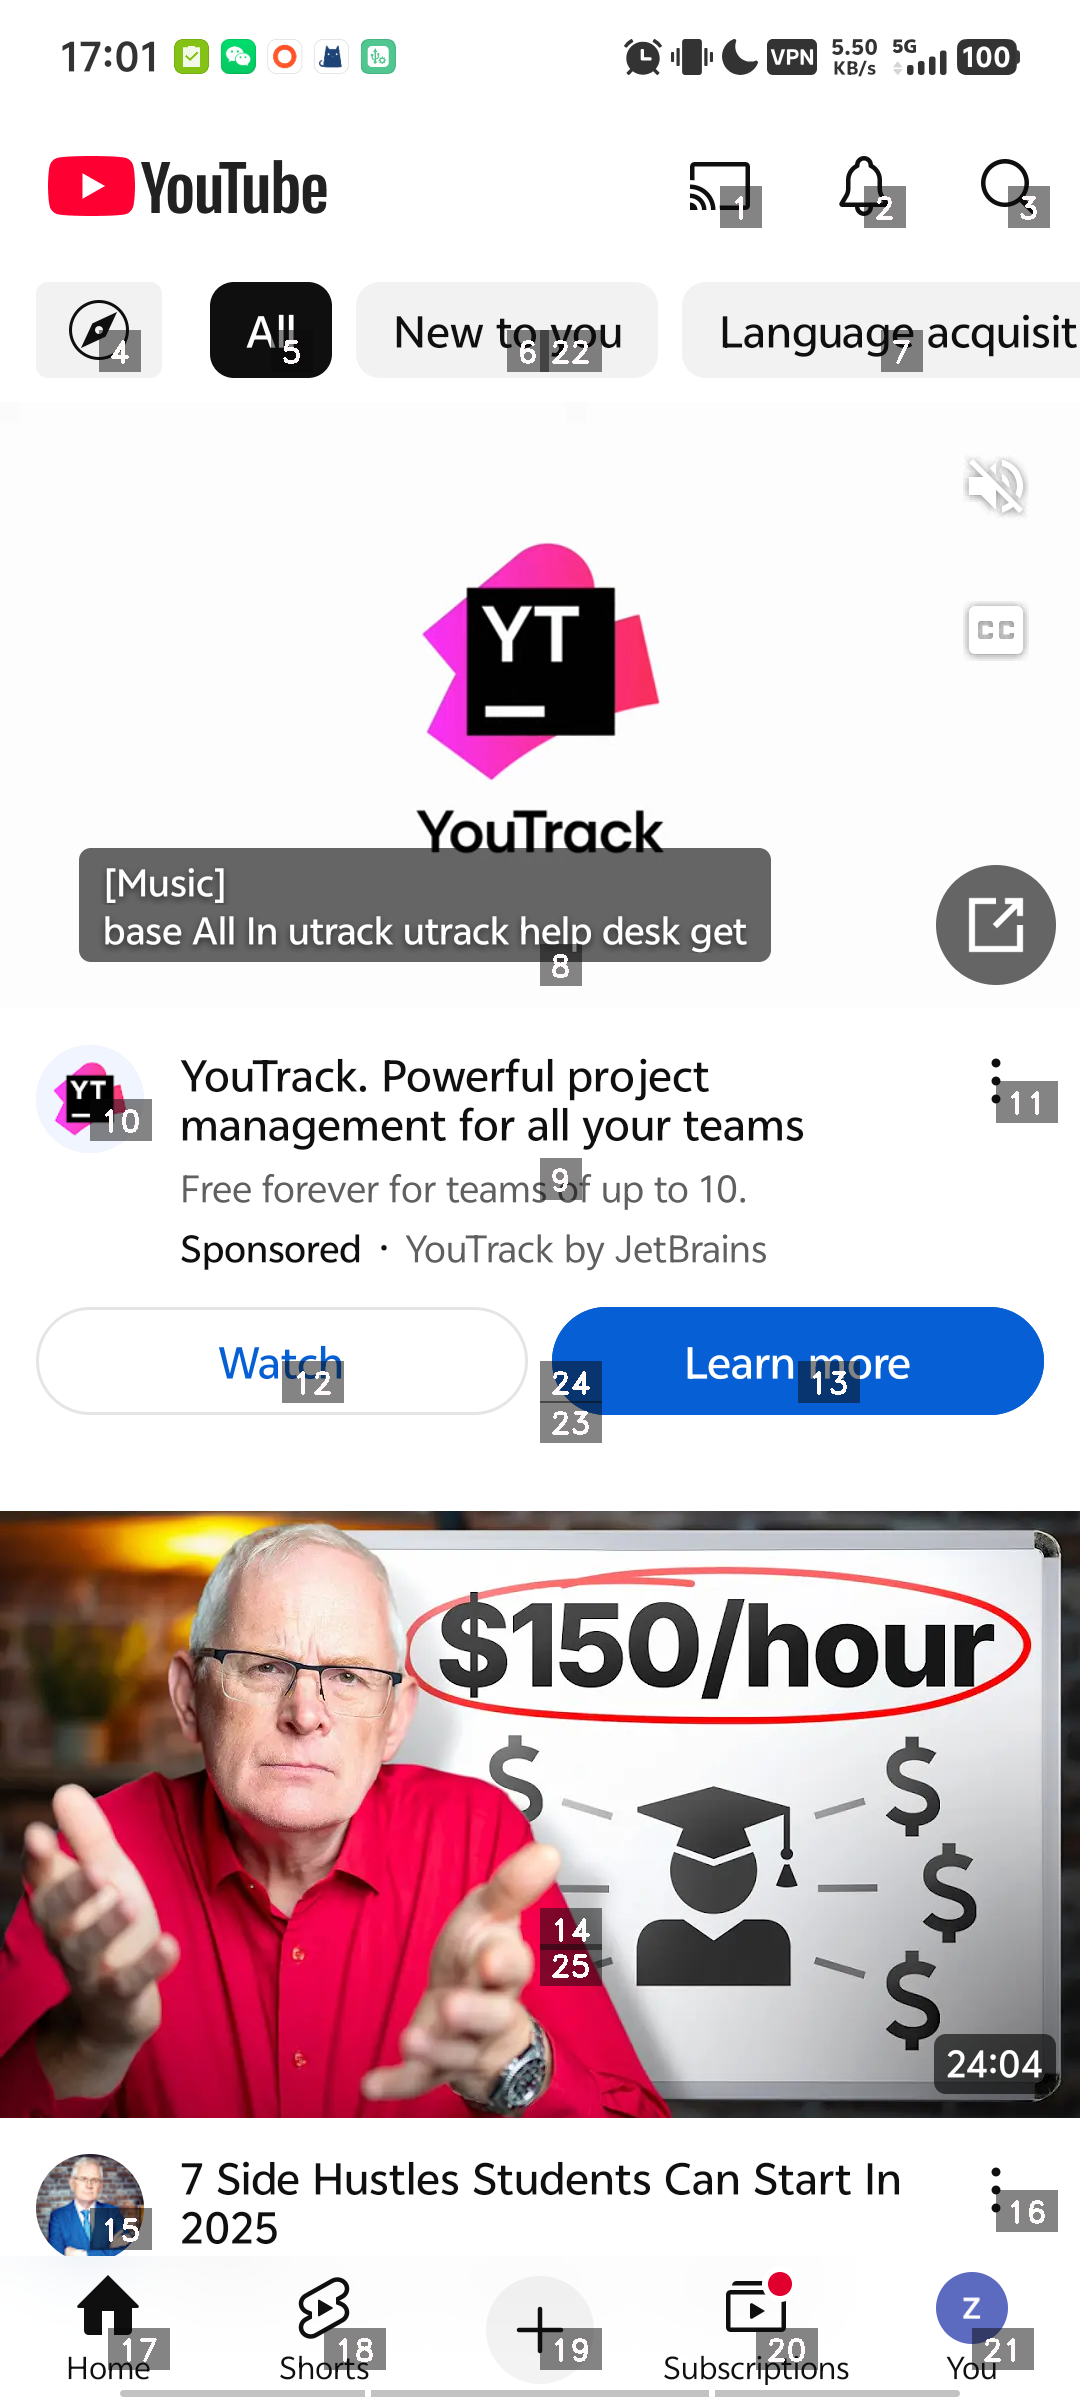 17:01
VPN
5.50
KB/s
5G
100
YouTube
1
2
3
4
All
5
New to you
6
22
Language acquisit
7
YT
YouTrack
CC
[Music]
base All In utrack utrack help desk get
8
YT
10
YouTrack. Powerful project
management for all your teams
11
Free forever for teams of up to 10.
9
Sponsored · YouTrack by JetBrains
Watch
12
Learn more
13
24
23
$150/hour
$
$
$
$
14
25
24:04
15
7 Side Hustles Students Can Start In
2025
16
Home
17
Shorts
18
19
Subscriptions
20
Z
You
21